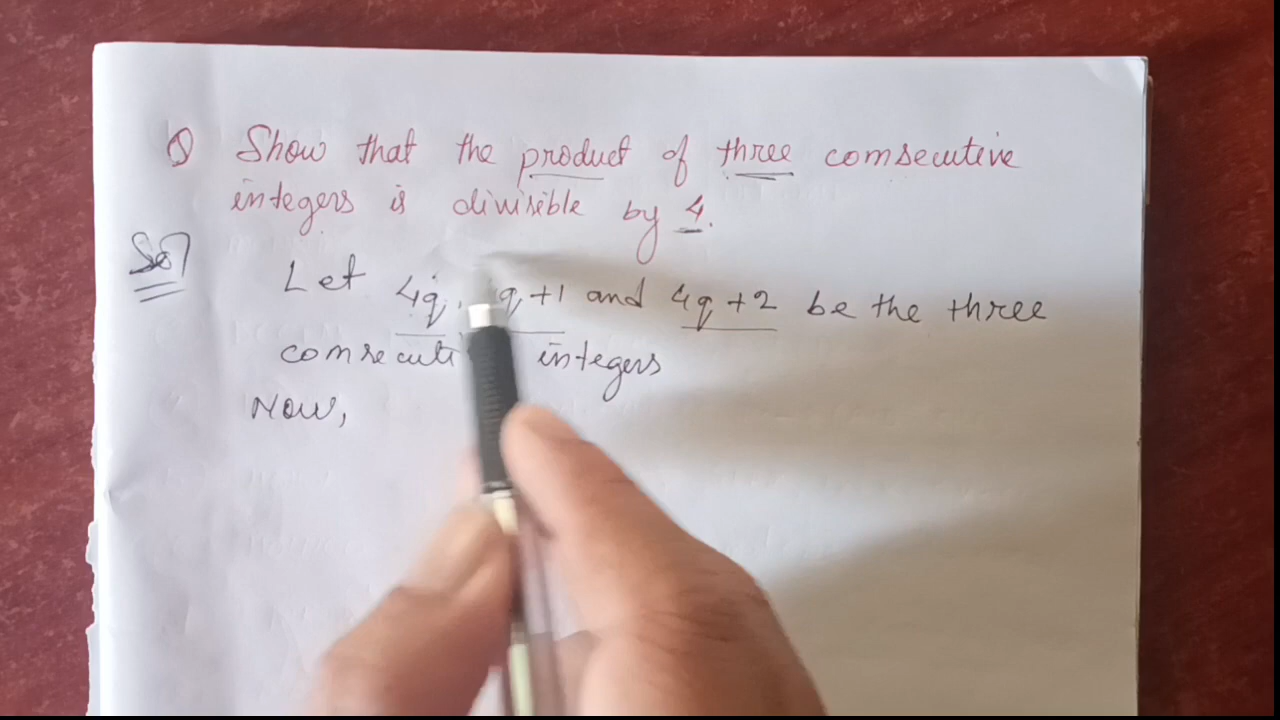 Q Show that the product of three comsecutive
integers is divisible by 4.
Sol Let 4q, q +1 and 4q +2 be the three
integers
Now,